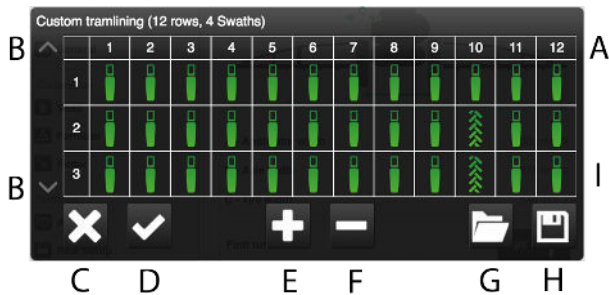 Custom tramlining (12 rows, 4 Swaths)
B 1 2 3 4 5 6 7 8 9 10 11 12 A
1
2
B 3 I
C D E F G H